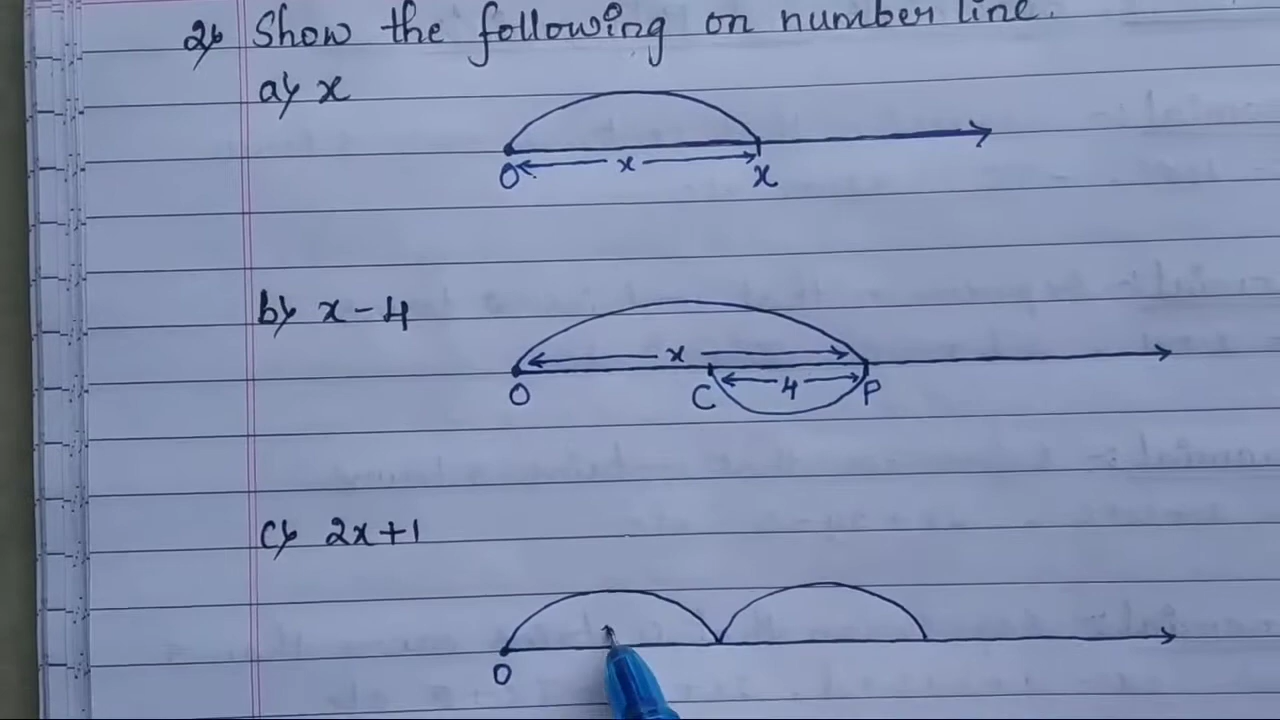 2) Show the following on number line.
a) x
x
O x
b) x - 4
x
O C 4 P
c) 2x + 1
O